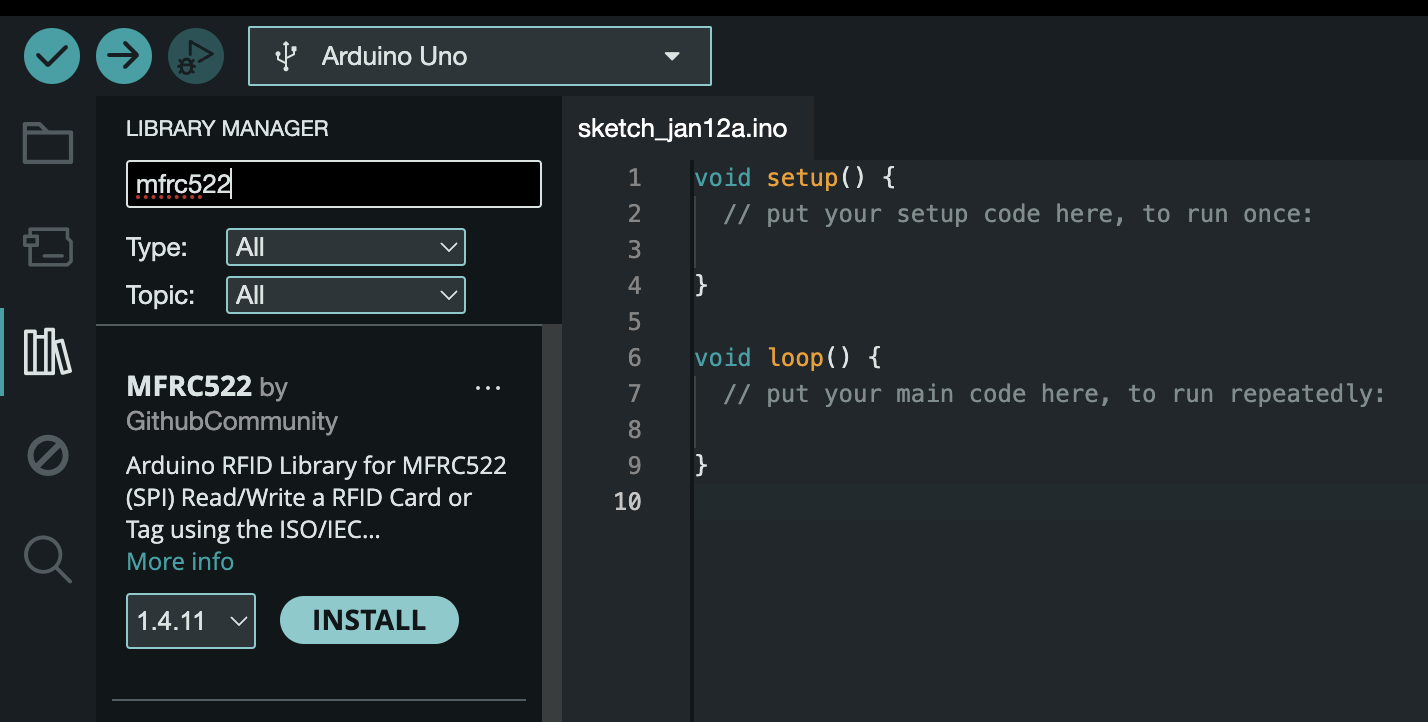 Arduino Uno
LIBRARY MANAGER
mfrc522
Type: All
Topic: All
MFRC522 by
GithubCommunity
...
Arduino RFID Library for MFRC522
(SPI) Read/Write a RFID Card or
Tag using the ISO/IEC...
More info
1.4.11
INSTALL
sketch_jan12a.ino
1 void setup() {
2   // put your setup code here, to run once:
3
4 }
5
6 void loop() {
7   // put your main code here, to run repeatedly:
8
9 }
10